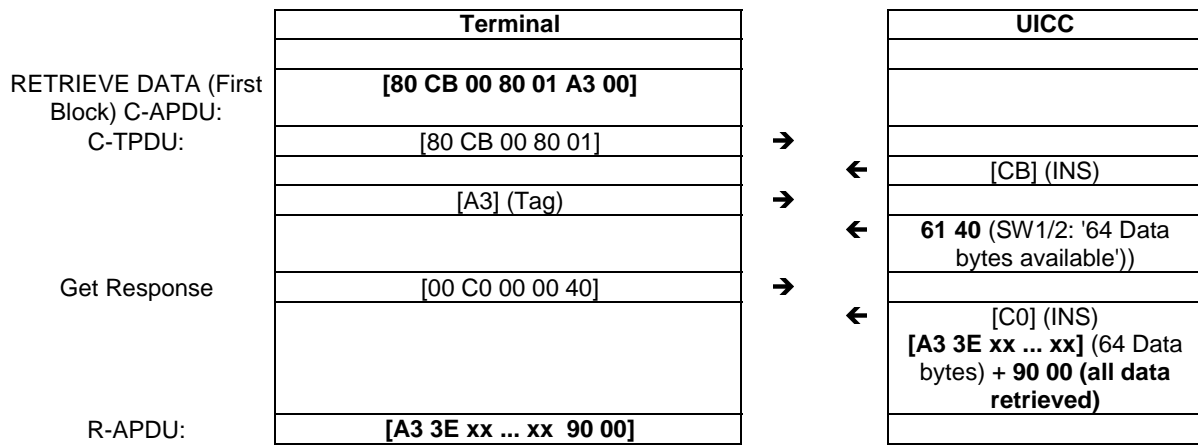 Terminal UICC
RETRIEVE DATA (First [80 CB 00 80 01 A3 00]
Block) C-APDU:
C-TPDU: [80 CB 00 80 01] ➔
🡰 [CB] (INS)
[A3] (Tag) ➔
🡰 61 40 (SW1/2: '64 Data
bytes available'))
Get Response [00 C0 00 00 40] ➔
🡰 [C0] (INS)
[A3 3E xx ... xx] (64 Data
bytes) + 90 00 (all data
retrieved)
R-APDU: [A3 3E xx ... xx 90 00]